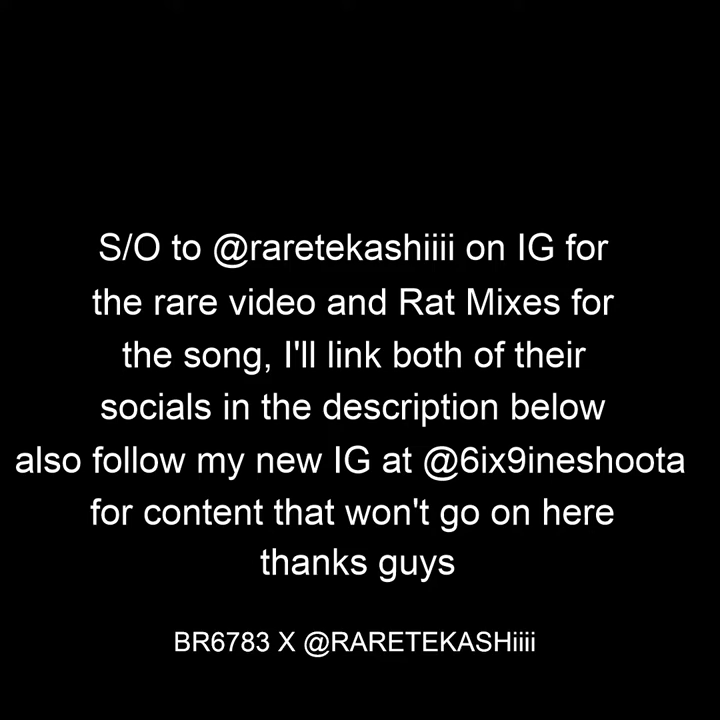 S/O to @raretekashiiii on IG for
the rare video and Rat Mixes for
the song, I'll link both of their
socials in the description below
also follow my new IG at @6ix9ineshoota
for content that won't go on here
thanks guys
BR6783 X @RARETEKASHiiii